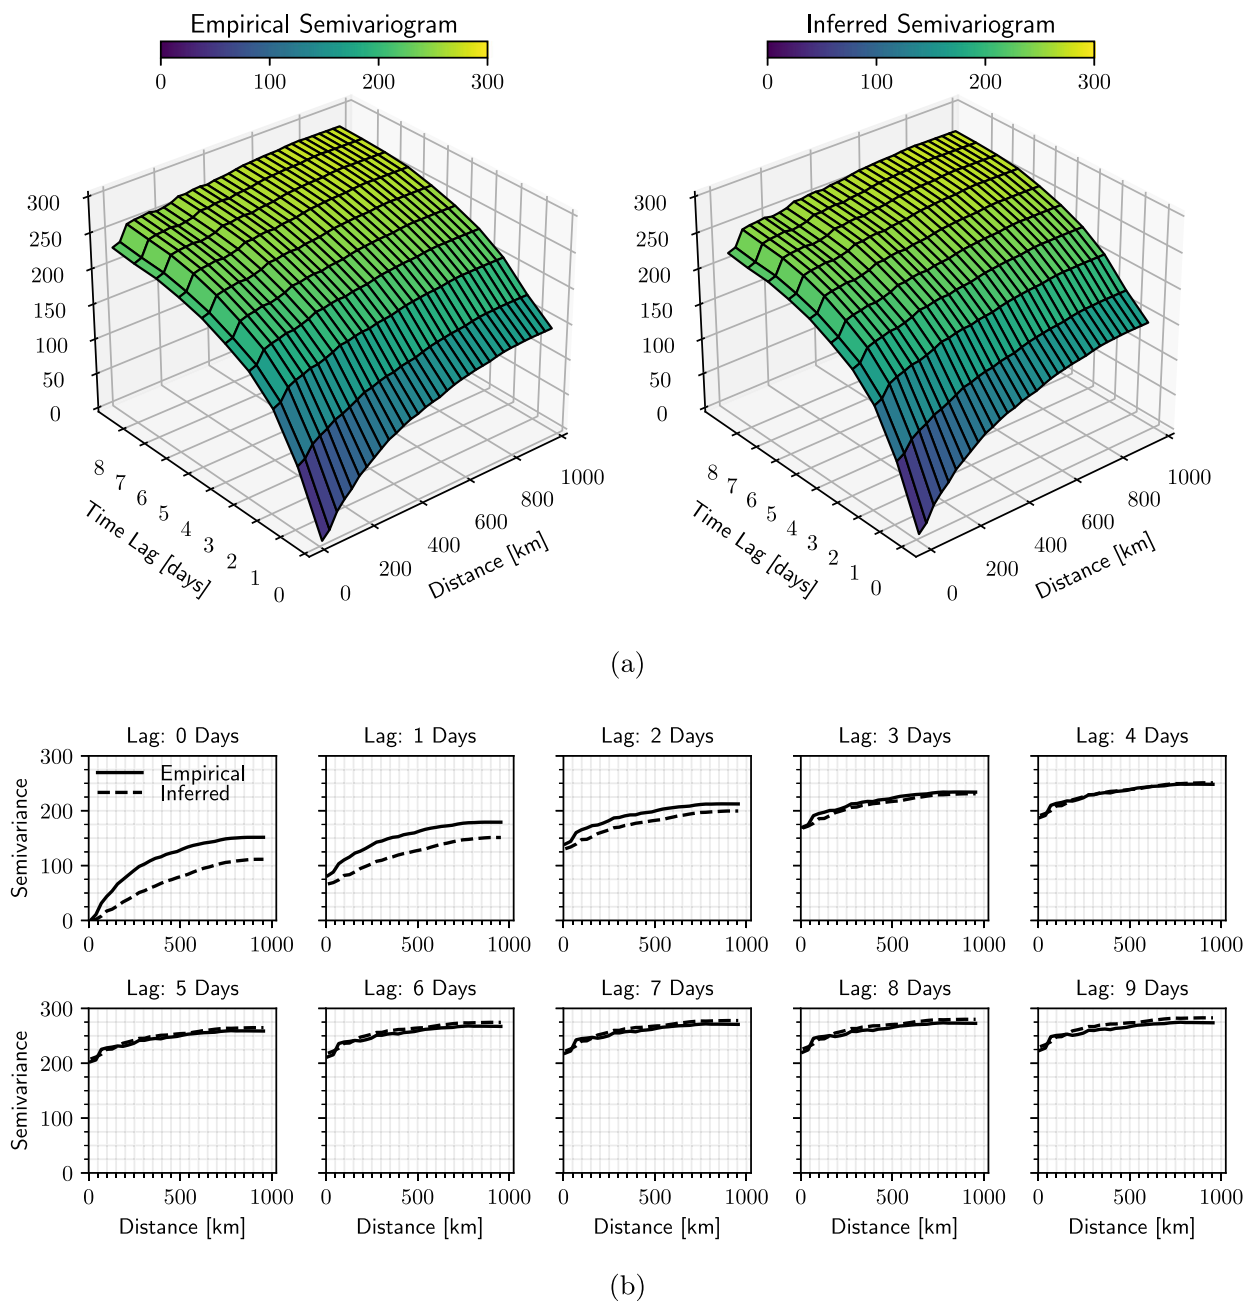 Empirical Semivariogram
0 100 200 300
300
250
200
150
100
50
0
8 7 6 5 4 3 2 1 0
Time Lag [days]
0 200 400 600 800 1000
Distance [km]
Inferred Semivariogram
0 100 200 300
300
250
200
150
100
50
0
8 7 6 5 4 3 2 1 0
Time Lag [days]
0 200 400 600 800 1000
Distance [km]
(a)
Lag: 0 Days Lag: 1 Days Lag: 2 Days Lag: 3 Days Lag: 4 Days
Semivariance
300
200
100
0
Empirical
Inferred
0 500 1000 0 500 1000 0 500 1000 0 500 1000 0 500 1000
Lag: 5 Days Lag: 6 Days Lag: 7 Days Lag: 8 Days Lag: 9 Days
Semivariance
300
200
100
0
0 500 1000 0 500 1000 0 500 1000 0 500 1000 0 500 1000
Distance [km] Distance [km] Distance [km] Distance [km] Distance [km]
(b)